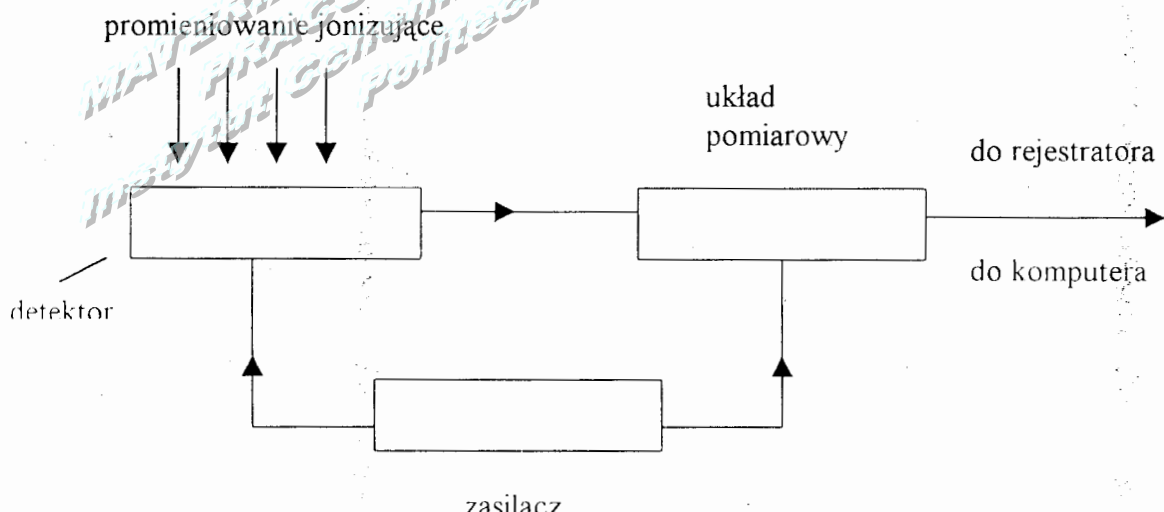 promieniowanie jonizujące
układ
pomiarowy
do rejestratora
do komputera
detektor
zasilacz